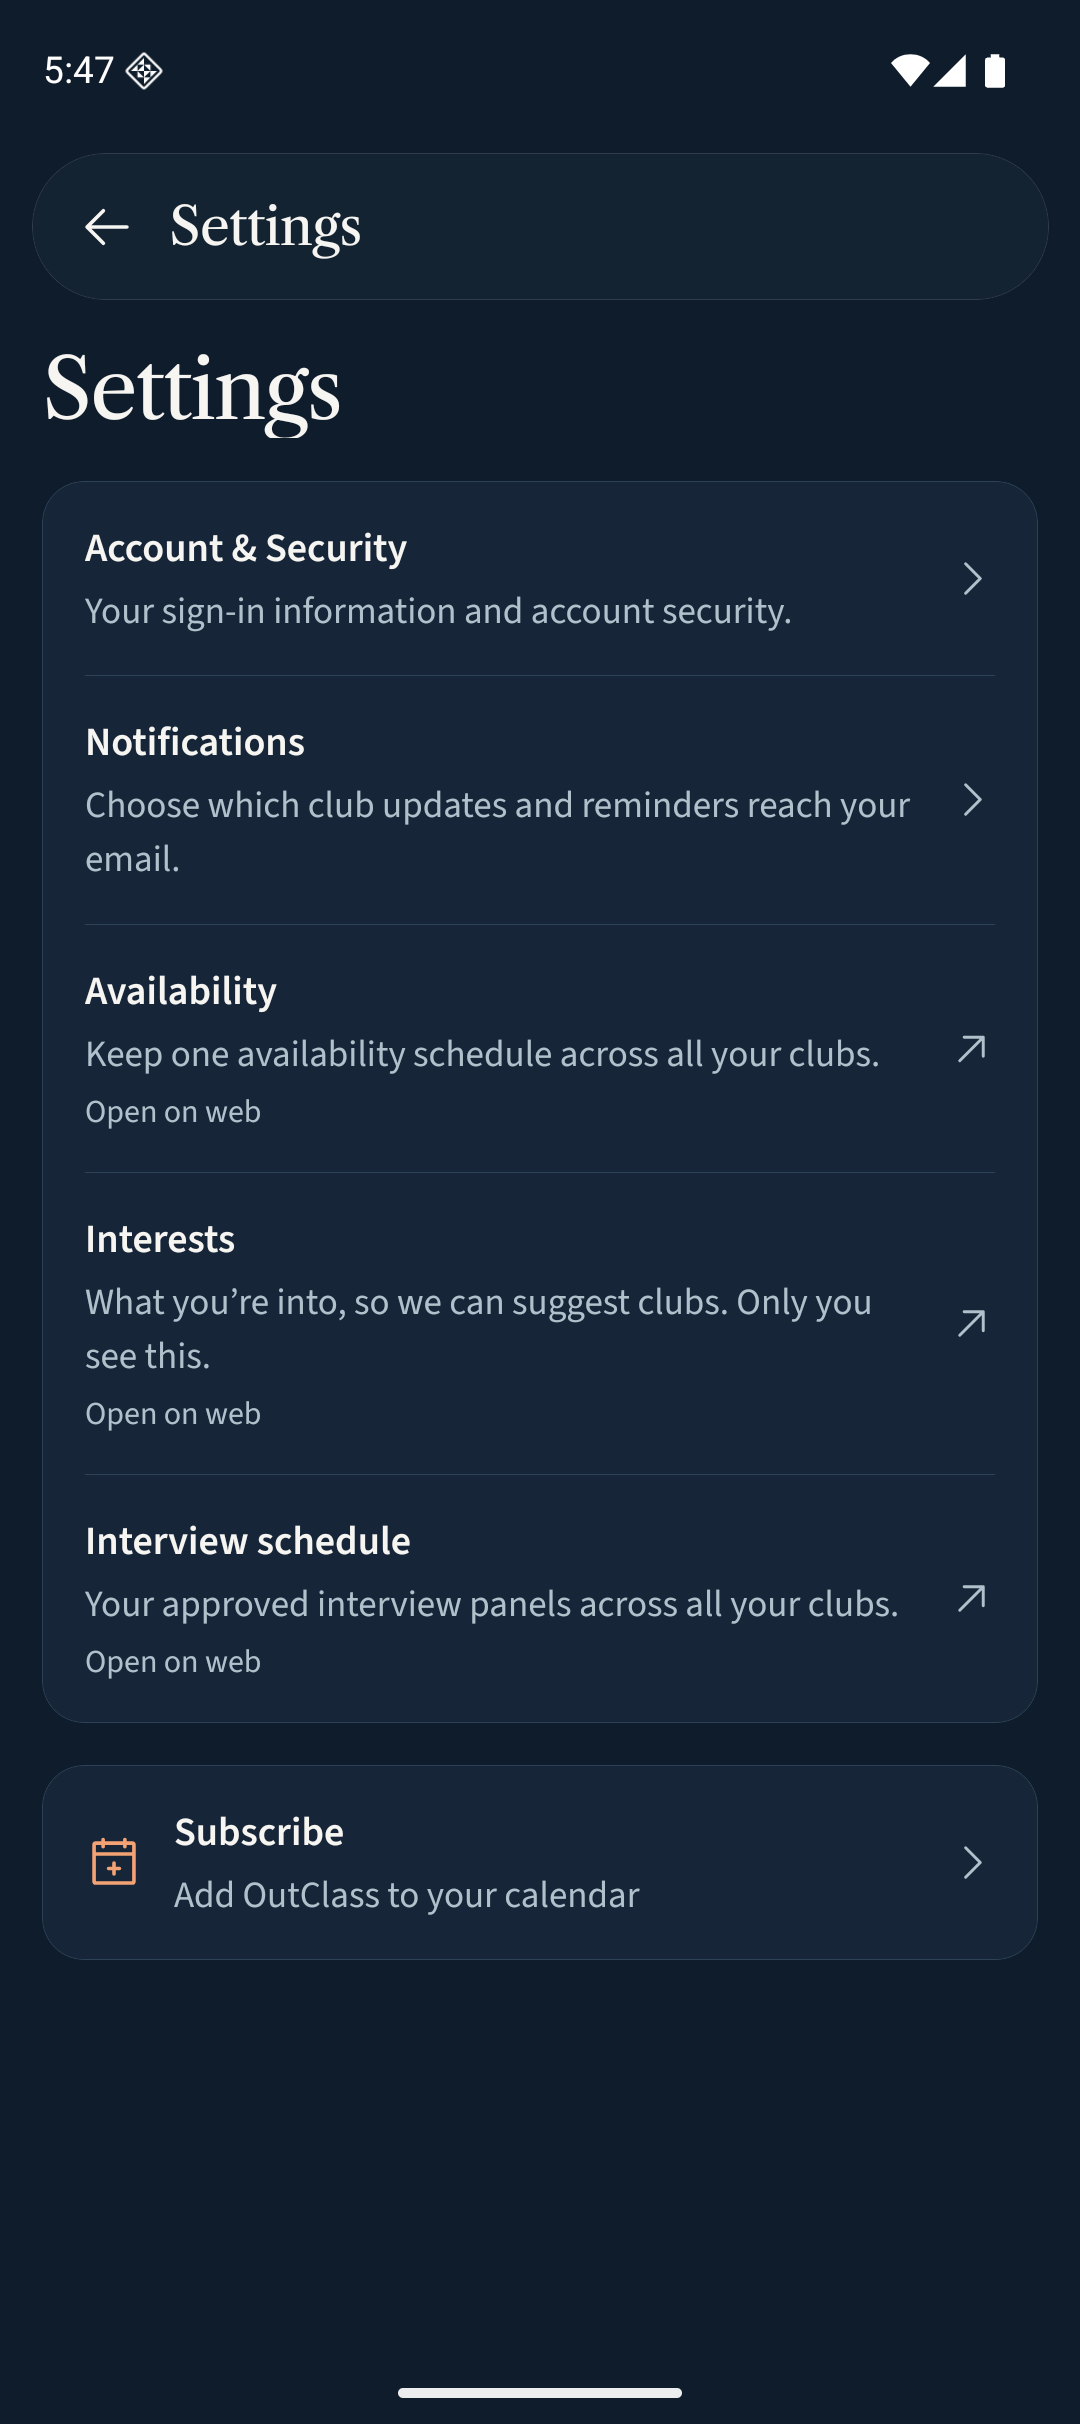 5:47
Settings
Settings
Account & Security
Your sign-in information and account security.
Notifications
Choose which club updates and reminders reach your
email.
Availability
Keep one availability schedule across all your clubs.
Open on web
Interests
What you’re into, so we can suggest clubs. Only you
see this.
Open on web
Interview schedule
Your approved interview panels across all your clubs.
Open on web
Subscribe
Add OutClass to your calendar